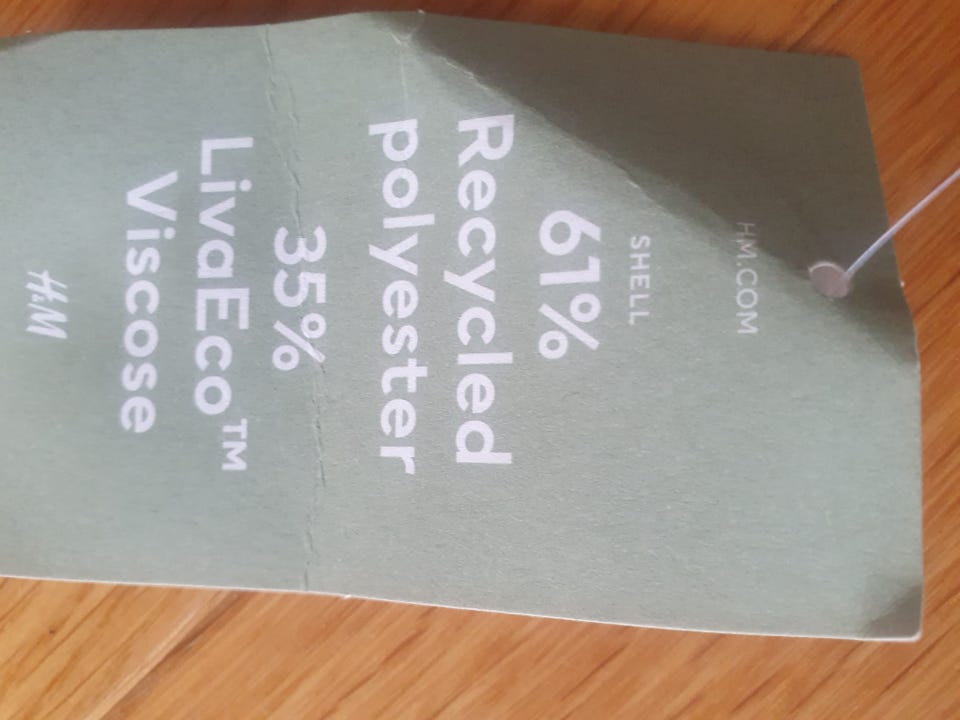 HM.COM
SHELL
61%
Recycled
polyester
35%
LivaEco™
Viscose
H&M